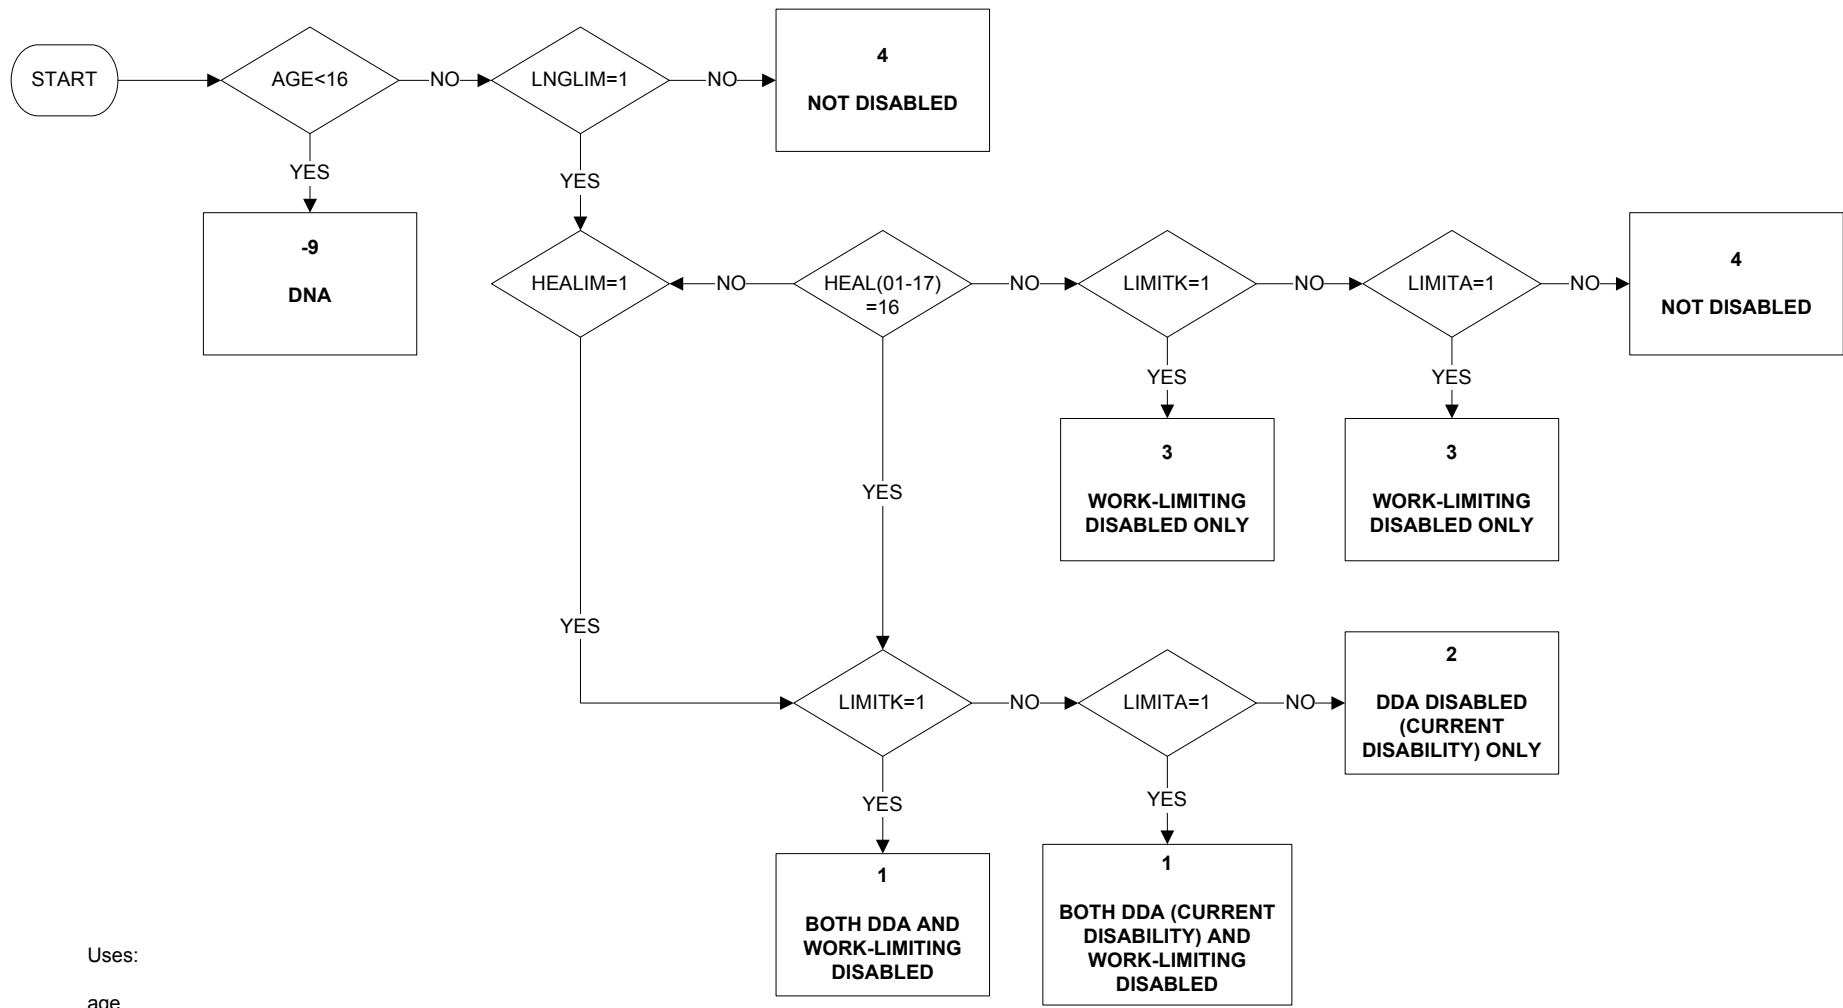 START
AGE<16
NO
LNGLIM=1
NO
4
NOT DISABLED
YES
YES
-9
DNA
HEALIM=1
NO
HEAL(01-17)
=16
NO
LIMITK=1
NO
LIMITA=1
NO
4
NOT DISABLED
YES
YES
3
WORK-LIMITING
DISABLED ONLY
3
WORK-LIMITING
DISABLED ONLY
YES
YES
LIMITK=1
NO
LIMITA=1
NO
2
DDA DISABLED
(CURRENT
DISABILITY) ONLY
YES
YES
1
BOTH DDA AND
WORK-LIMITING
DISABLED
1
BOTH DDA (CURRENT
DISABILITY) AND
WORK-LIMITING
DISABLED
Uses:
age